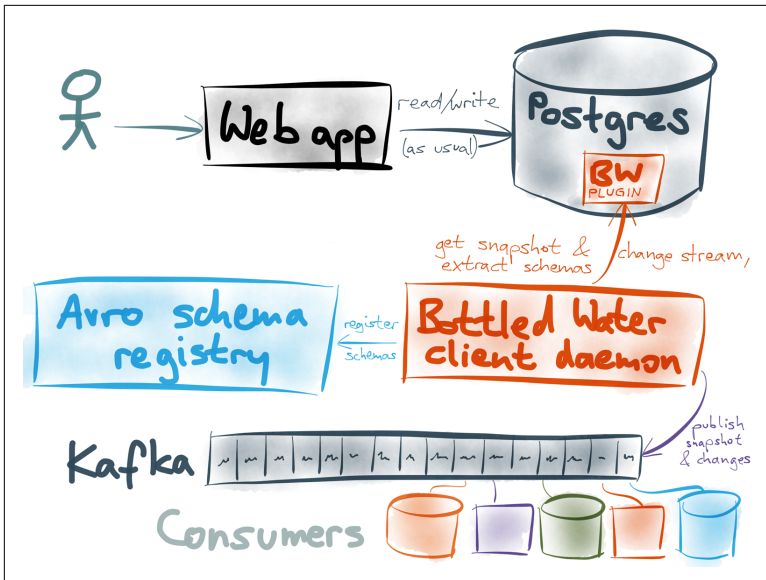 Web app
read/write
(as usual)
Postgres
BW
PLUGIN
get snapshot &
extract schemas
change stream,
Avro schema
registry
register
schemas
Bottled Water
client daemon
publish
snapshot
& changes
Kafka
Consumers